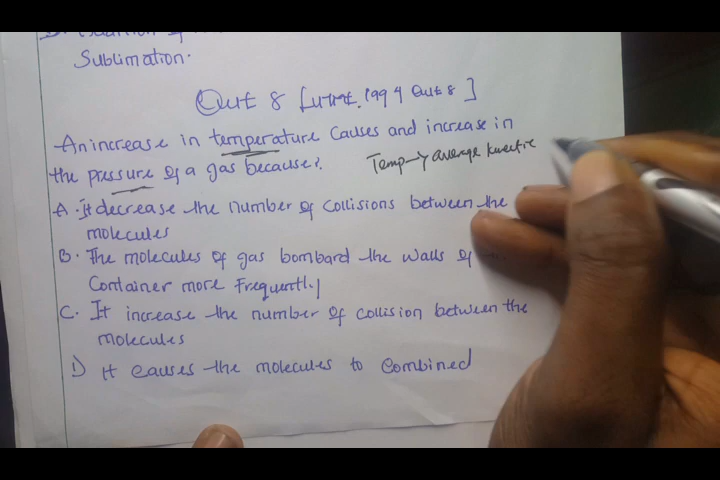 Sublimation.
Qut 8 [UTME, 1994 Qut 8]
An increase in temperature causes and increase in
the pressure of a gas because.
Temp → average kinetic
A. It decrease the number of collisions between the
molecules
B. The molecules of gas bombard the walls of
Container more Frequently
C. It increase the number of collision between the
molecules
D It causes the molecules to Combined